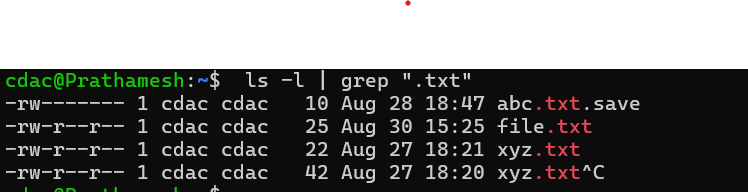 cdac@Prathamesh:~$  ls -l | grep ".txt"
-rw------- 1 cdac cdac   10 Aug 28 18:47 abc.txt.save
-rw-r--r-- 1 cdac cdac   25 Aug 30 15:25 file.txt
-rw-r--r-- 1 cdac cdac   22 Aug 27 18:21 xyz.txt
-rw-r--r-- 1 cdac cdac   42 Aug 27 18:20 xyz.txt^C
cdac@Prathamesh:~$